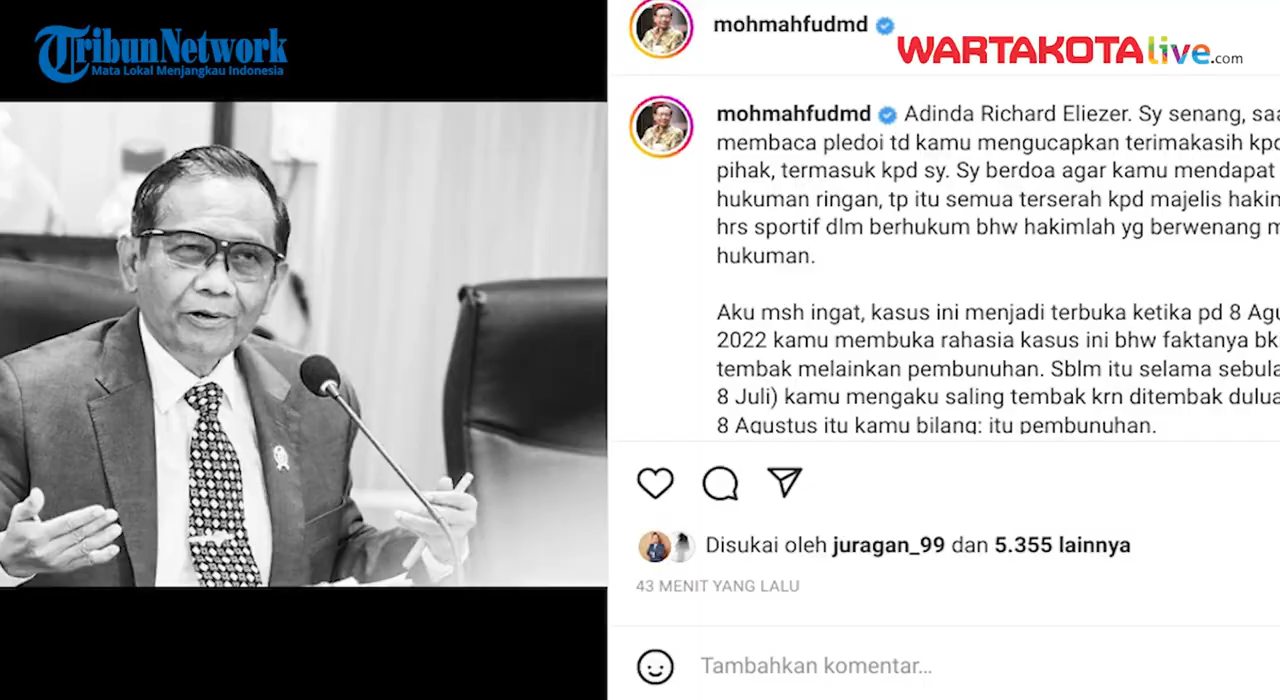 TribunNetwork
Mata Lokal Menjangkau Indonesia
mohmahfudmd
WARTAKOTAlive.com
mohmahfudmd Adinda Richard Eliezer. Sy senang, saa
membaca pledoi td kamu mengucapkan terimakasih kpd
pihak, termasuk kpd sy. Sy berdoa agar kamu mendapat
hukuman ringan, tp itu semua terserah kpd majelis hakim
hrs sportif dlm berhukum bhw hakimlah yg berwenang m
hukuman.
Aku msh ingat, kasus ini menjadi terbuka ketika pd 8 Agu
2022 kamu membuka rahasia kasus ini bhw faktanya bk
tembak melainkan pembunuhan. Sblm itu selama sebula
8 Juli) kamu mengaku saling tembak krn ditembak dulua
8 Agustus itu kamu bilang: itu pembunuhan.
Disukai oleh juragan_99 dan 5.355 lainnya
43 MENIT YANG LALU
Tambahkan komentar...